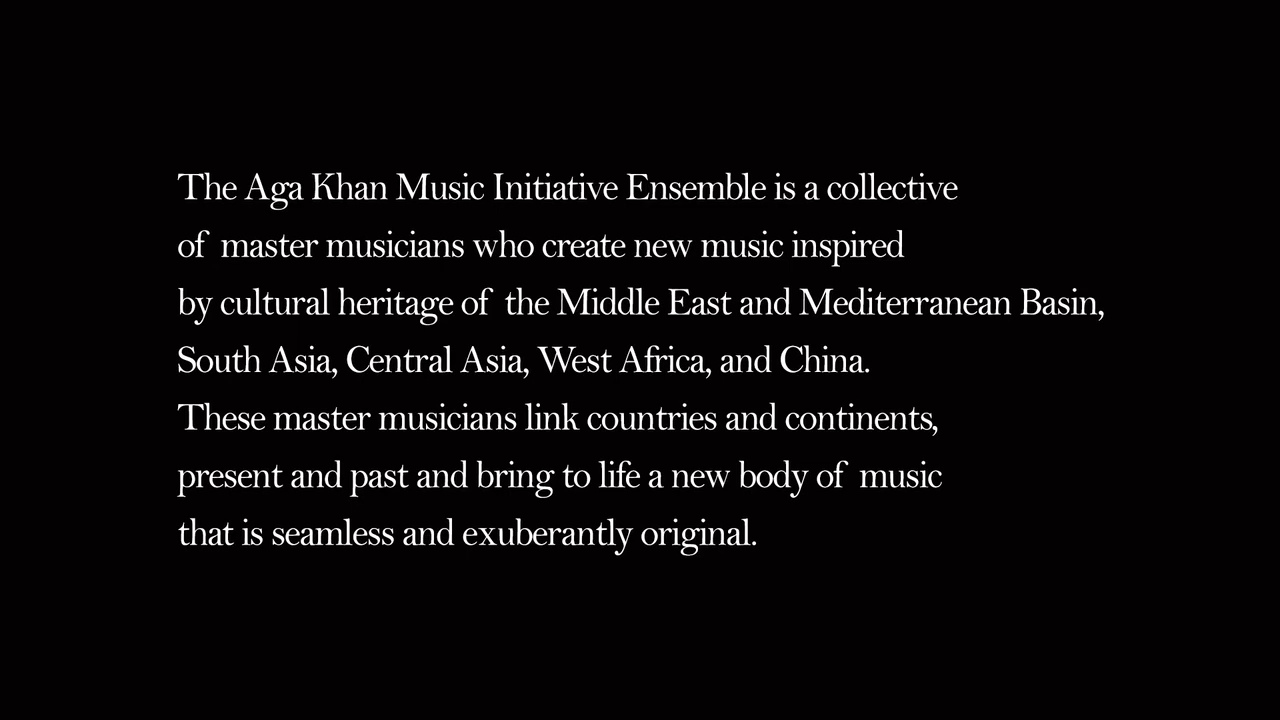 The Aga Khan Music Initiative Ensemble is a collective
of master musicians who create new music inspired
by cultural heritage of the Middle East and Mediterranean Basin,
South Asia, Central Asia, West Africa, and China.
These master musicians link countries and continents,
present and past and bring to life a new body of music
that is seamless and exuberantly original.